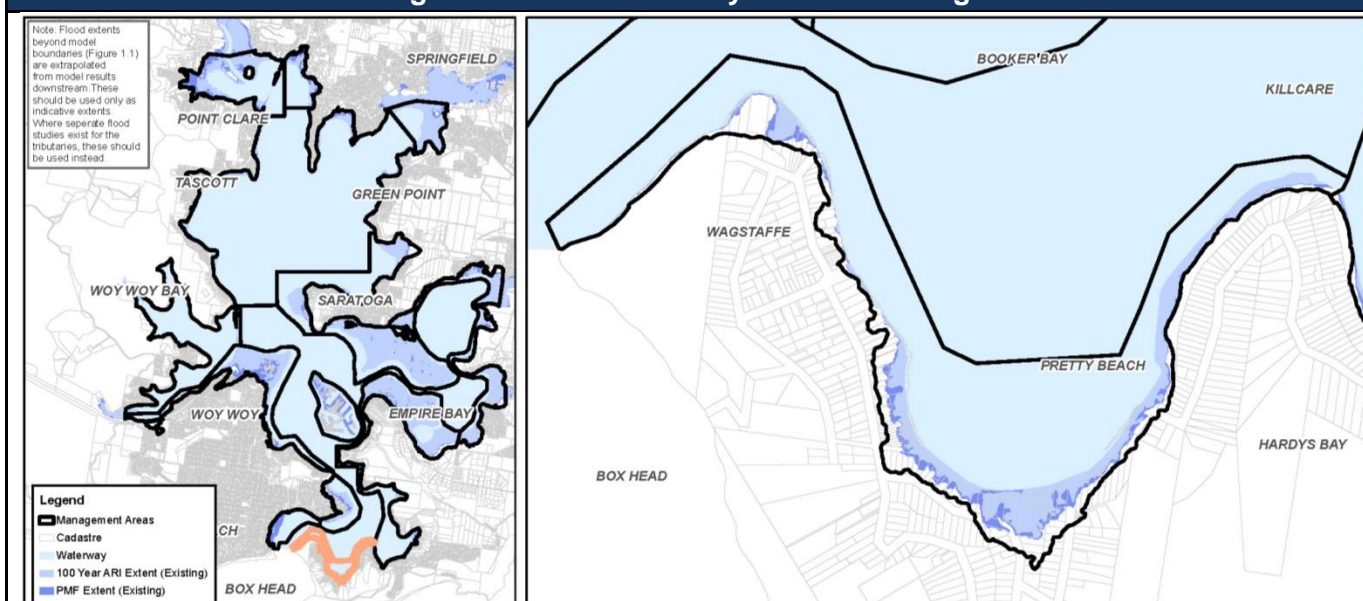 Note: Flood extents
beyond model
boundaries (Figure 1.1)
are extrapolated
from model results
downstream.These
should be used only as
indicative extents.
Where seperate flood
studies exist for the
tributaries, these should
be used instead.
SPRINGFIELD
POINT CLARE
TASCOTT
GREEN POINT
WOY WOY BAY
SARATOGA
WOY WOY
EMPIRE BAY
CH
BOX HEAD
Legend
Management Areas
Cadastre
Waterway
100 Year ARI Extent (Existing)
PMF Extent (Existing)
BOOKER BAY
KILLCARE
WAGSTAFFE
PRETTY BEACH
HARDYS BAY
BOX HEAD